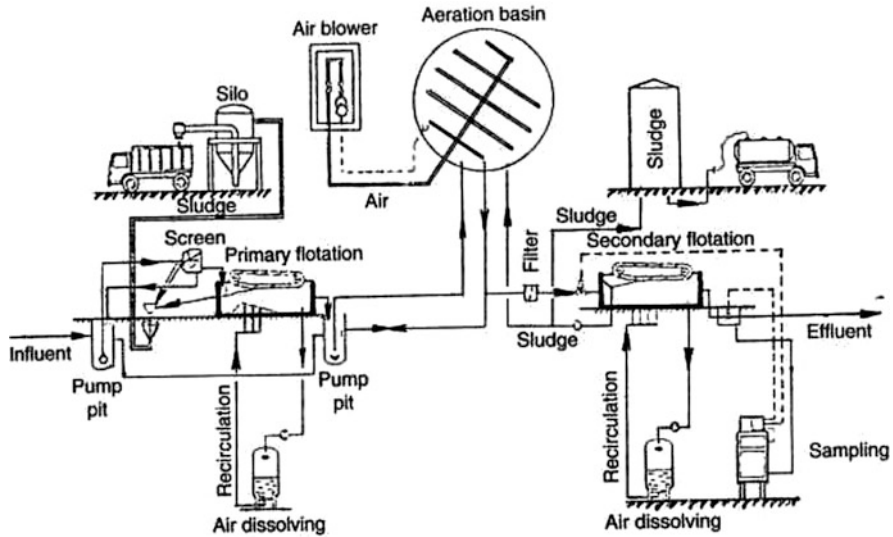 Aeration basin
Air blower
Silo
Sludge
Air
Sludge
Screen
Primary flotation
Sludge
Filter
Secondary flotation
Influent
Pump
pit
Pump
pit
Sludge
Effluent
Recirculation
Recirculation
Sampling
Air dissolving
Air dissolving